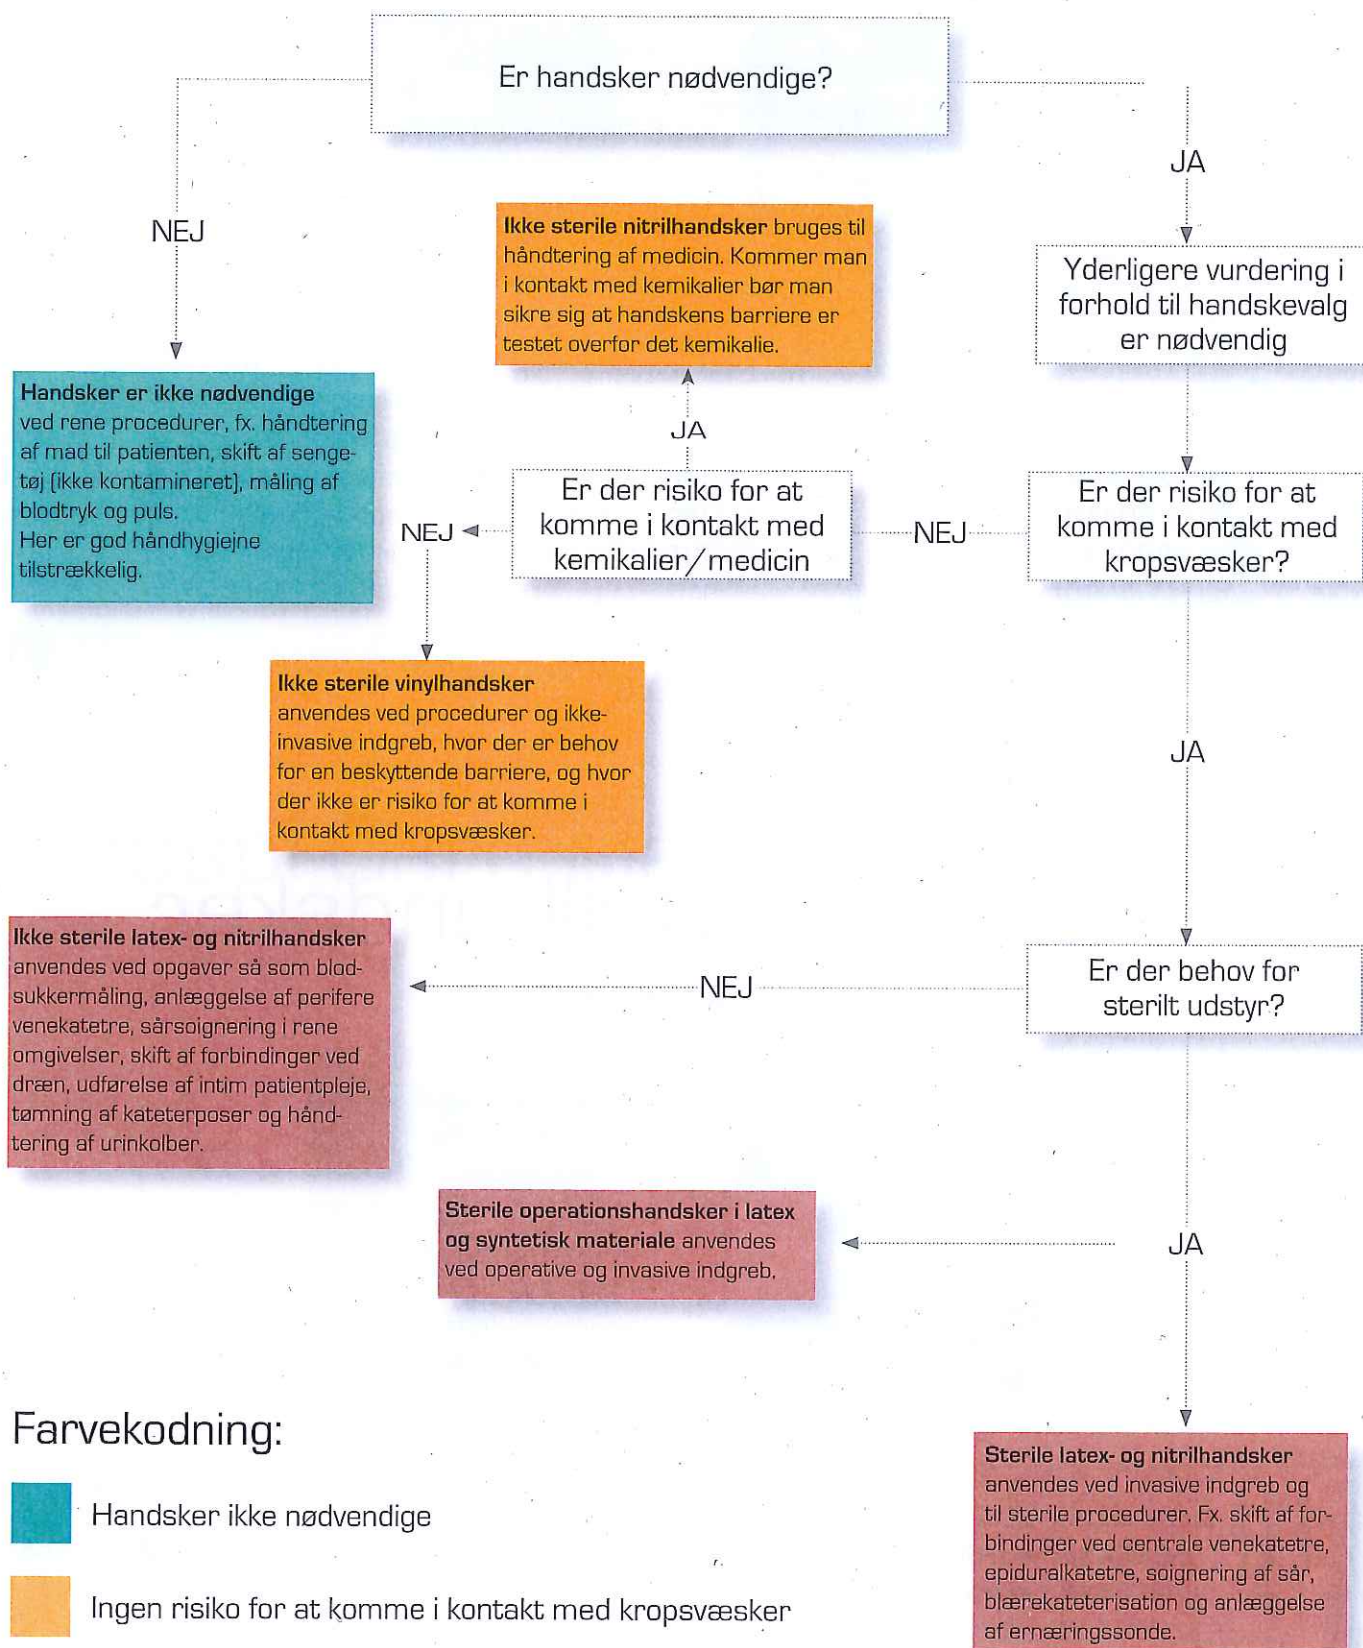 Er handsker nødvendige?
NEJ
JA
Ikke sterile nitrilhandsker bruges til
håndtering af medicin. Kommer man
i kontakt med kemikalier bør man
sikre sig at handskens barriere er
testet overfor det kemikalie.
Yderligere vurdering i
forhold til handskevalg
er nødvendig
Handsker er ikke nødvendige
ved rene procedurer, fx. håndtering
af mad til patienten, skift af senge-
tøj (ikke kontamineret), måling af
blodtryk og puls.
Her er god håndhygiejne
tilstrækkelig.
JA
Er der risiko for at
komme i kontakt med
kemikalier/medicin
NEJ
NEJ
Er der risiko for at
komme i kontakt med
kropsvæsker?
Ikke sterile vinylhandsker
anvendes ved procedurer og ikke-
invasive indgreb, hvor der er behov
for en beskyttende barriere, og hvor
der ikke er risiko for at komme i
kontakt med kropsvæsker.
JA
Ikke sterile latex- og nitrilhandsker
anvendes ved opgaver så som blod-
sukkermåling, anlæggelse af perifere
venekatetre, sårsoignering i rene
omgivelser, skift af forbindinger ved
dræn, udførelse af intim patientpleje,
tømning af kateterposer og hånd-
tering af urinkolber.
NEJ
Er der behov for
sterilt udstyr?
Sterile operationshandsker i latex
og syntetisk materiale anvendes
ved operative og invasive indgreb.
JA
Farvekodning:
Handsker ikke nødvendige
Ingen risiko for at komme i kontakt med kropsvæsker
Sterile latex- og nitrilhandsker
anvendes ved invasive indgreb og
til sterile procedurer. Fx. skift af for-
bindinger ved centrale venekatetre,
epiduralkatetre, soignering af sår,
blærekateterisation og anlæggelse
af ernæringssonde.